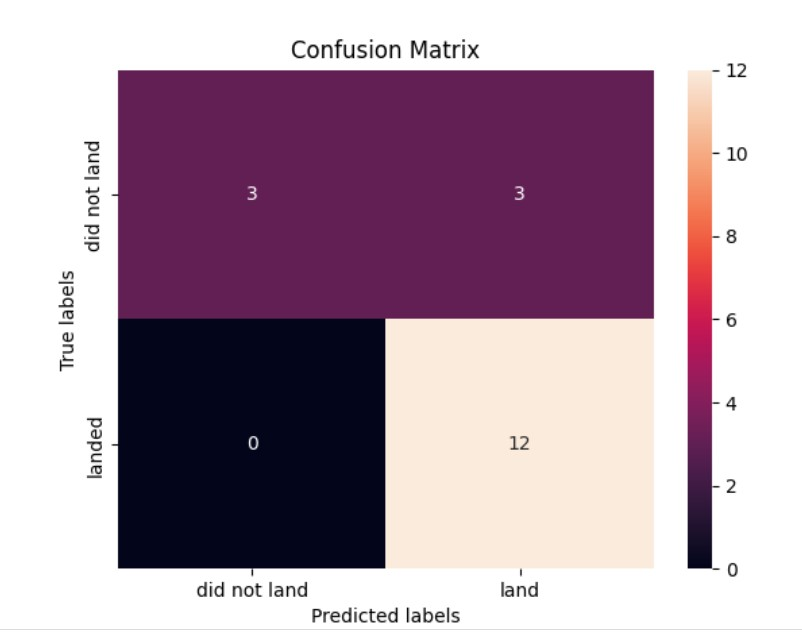 Confusion Matrix
True labels
did not land
landed
3 3
0 12
did not land land
Predicted labels
12
10
8
6
4
2
0